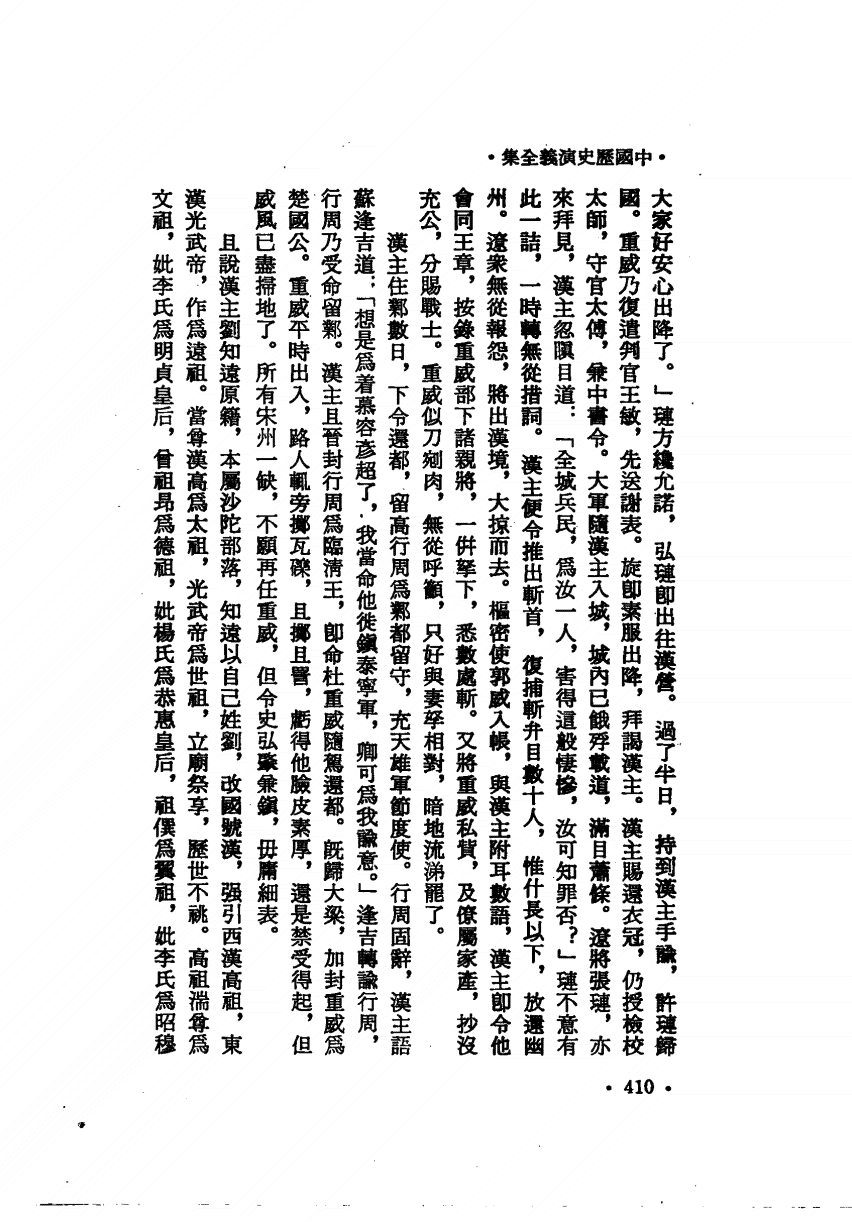 •中國歷史演義全集•
大家好安心出降了。」璉方纔允諾，弘璉卽出往漢營。過了半日，持到漢主手諭，許璉歸
國。重威乃復遣判官王敏，先送謝表。旋卽素服出降，拜謁漢主。漢主賜還衣冠，仍授檢校
太師，守官太傅，兼中書令。大軍隨漢主入城，城內已餓殍載道，滿目蕭條。遼將張璉，亦
來拜見，漢主忽瞋目道：「全城兵民，爲汝一人，害得這般悽慘，汝可知罪否？」璉不意有
此一詰，一時轉無從措詞。漢主便令推出斬首，復捕斬弁目數十人，惟什長以下，放還幽
州。遼衆無從報怨，將出漢境，大掠而去。樞密使郭威入帳，與漢主附耳數語，漢主卽令他
會同王章，按錄重威部下諸親將，一併拏下，悉數處斬。又將重威私貲，及僚屬家產，抄沒
充公，分賜戰士。重威似刀剜肉，無從呼籲，只好與妻孥相對，暗地流涕罷了。
漢主住鄴數日，下令還都，留高行周爲鄴都留守，充天雄軍節度使。行周固辭，漢主語
蘇逢吉道：「想是爲着慕容彥超了，我當命他徙鎭泰寧軍，卿可爲我諭意。」逢吉轉諭行周，
行周乃受命留鄴。漢主且晉封行周爲臨清王，卽命杜重威隨駕還都。旣歸大梁，加封重威爲
楚國公。重威平時出入，路人輒旁擲瓦礫，且擲且詈，虧得他臉皮素厚，還是禁受得起，但
威風已盡掃地了。所有宋州一缺，不願再任重威，但令史弘肇兼鎭，毋庸細表。
且說漢主劉知遠原籍，本屬沙陀部落，知遠以自己姓劉，改國號漢，强引西漢高祖，東
漢光武帝，作爲遠祖。當尊漢高爲太祖，光武帝爲世祖，立廟祭享，歷世不祧。高祖湍尊爲
文祖，妣李氏爲明貞皇后，曾祖昂爲德祖，妣楊氏爲恭惠皇后，祖僎爲翼祖，妣李氏爲昭穆
•410•